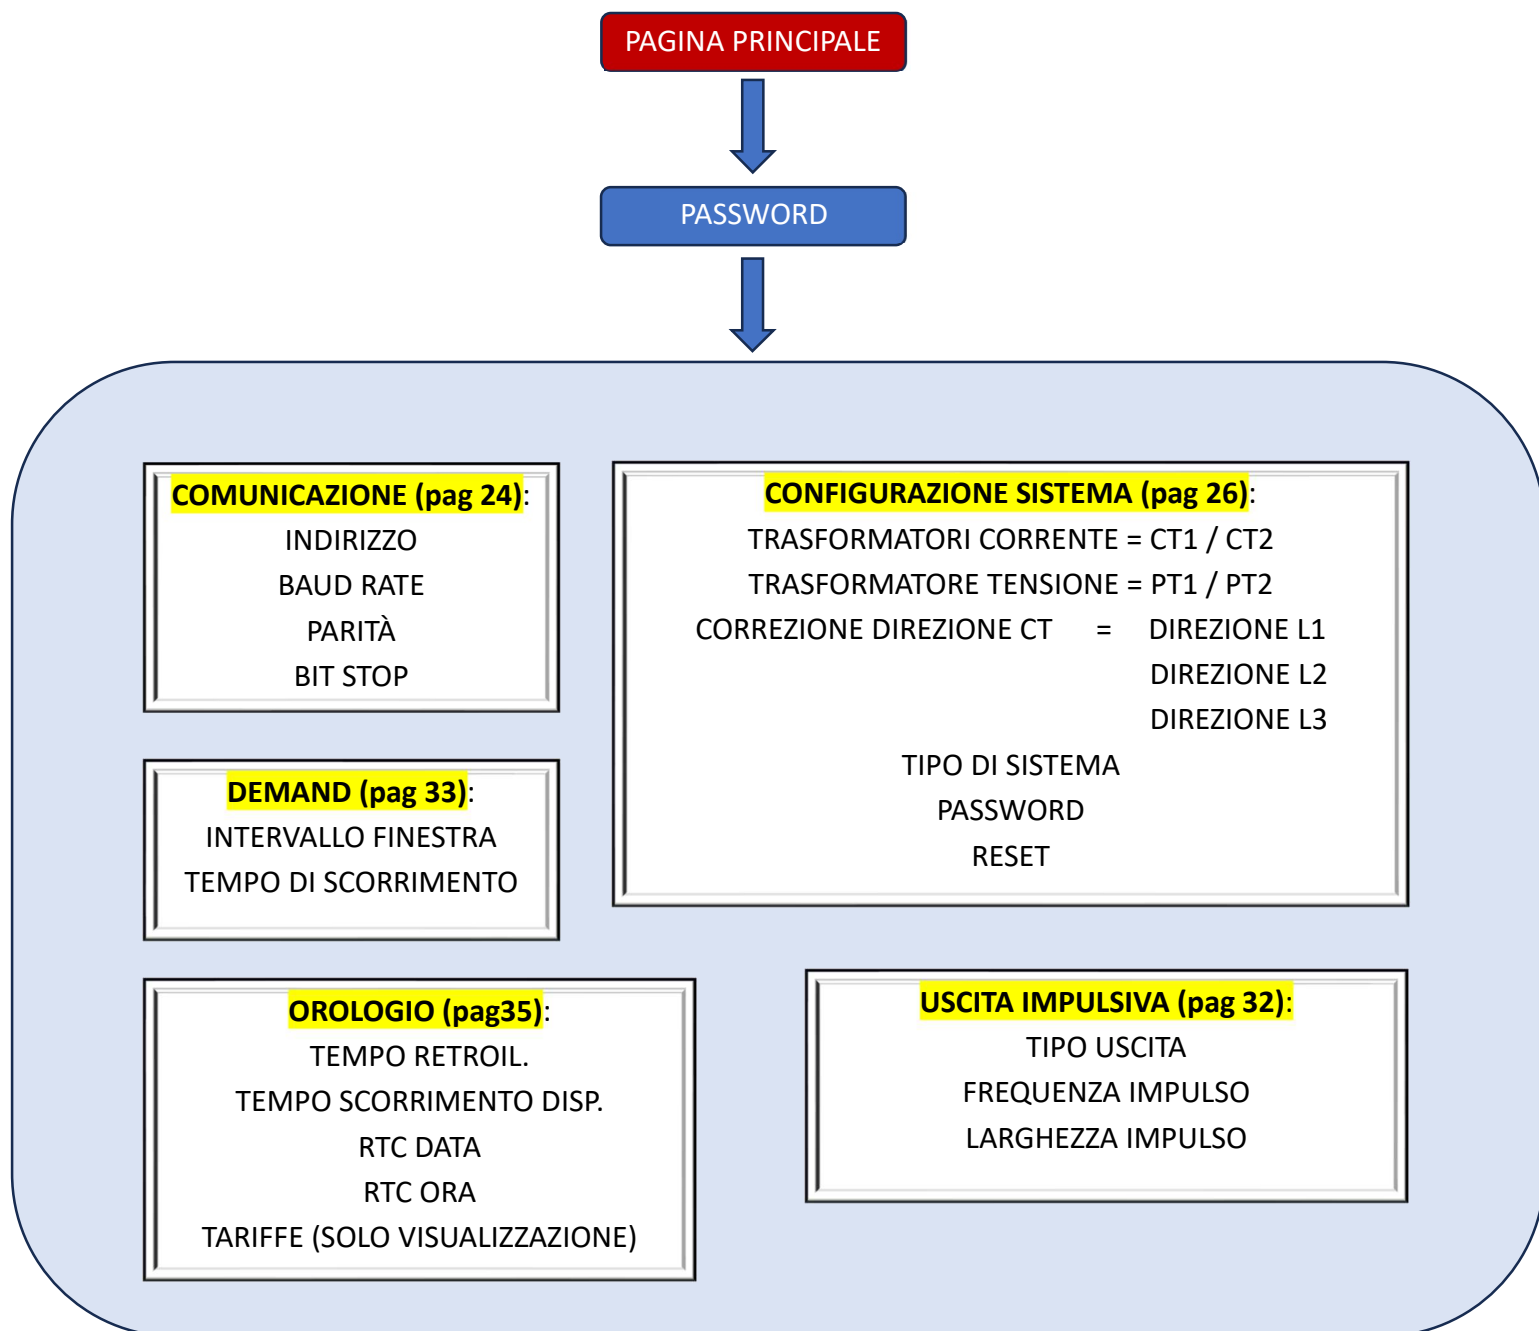 PAGINA PRINCIPALE
PASSWORD
COMUNICAZIONE (pag 24):
INDIRIZZO
BAUD RATE
PARITÀ
BIT STOP
CONFIGURAZIONE SISTEMA (pag 26):
TRASFORMATORI CORRENTE = CT1 / CT2
TRASFORMATORE TENSIONE = PT1 / PT2
CORREZIONE DIREZIONE CT = DIREZIONE L1
DIREZIONE L2
DIREZIONE L3
TIPO DI SISTEMA
PASSWORD
RESET
DEMAND (pag 33):
INTERVALLO FINESTRA
TEMPO DI SCORRIMENTO
OROLOGIO (pag35):
TEMPO RETROIL.
TEMPO SCORRIMENTO DISP.
RTC DATA
RTC ORA
TARIFFE (SOLO VISUALIZZAZIONE)
USCITA IMPULSIVA (pag 32):
TIPO USCITA
FREQUENZA IMPULSO
LARGHEZZA IMPULSO